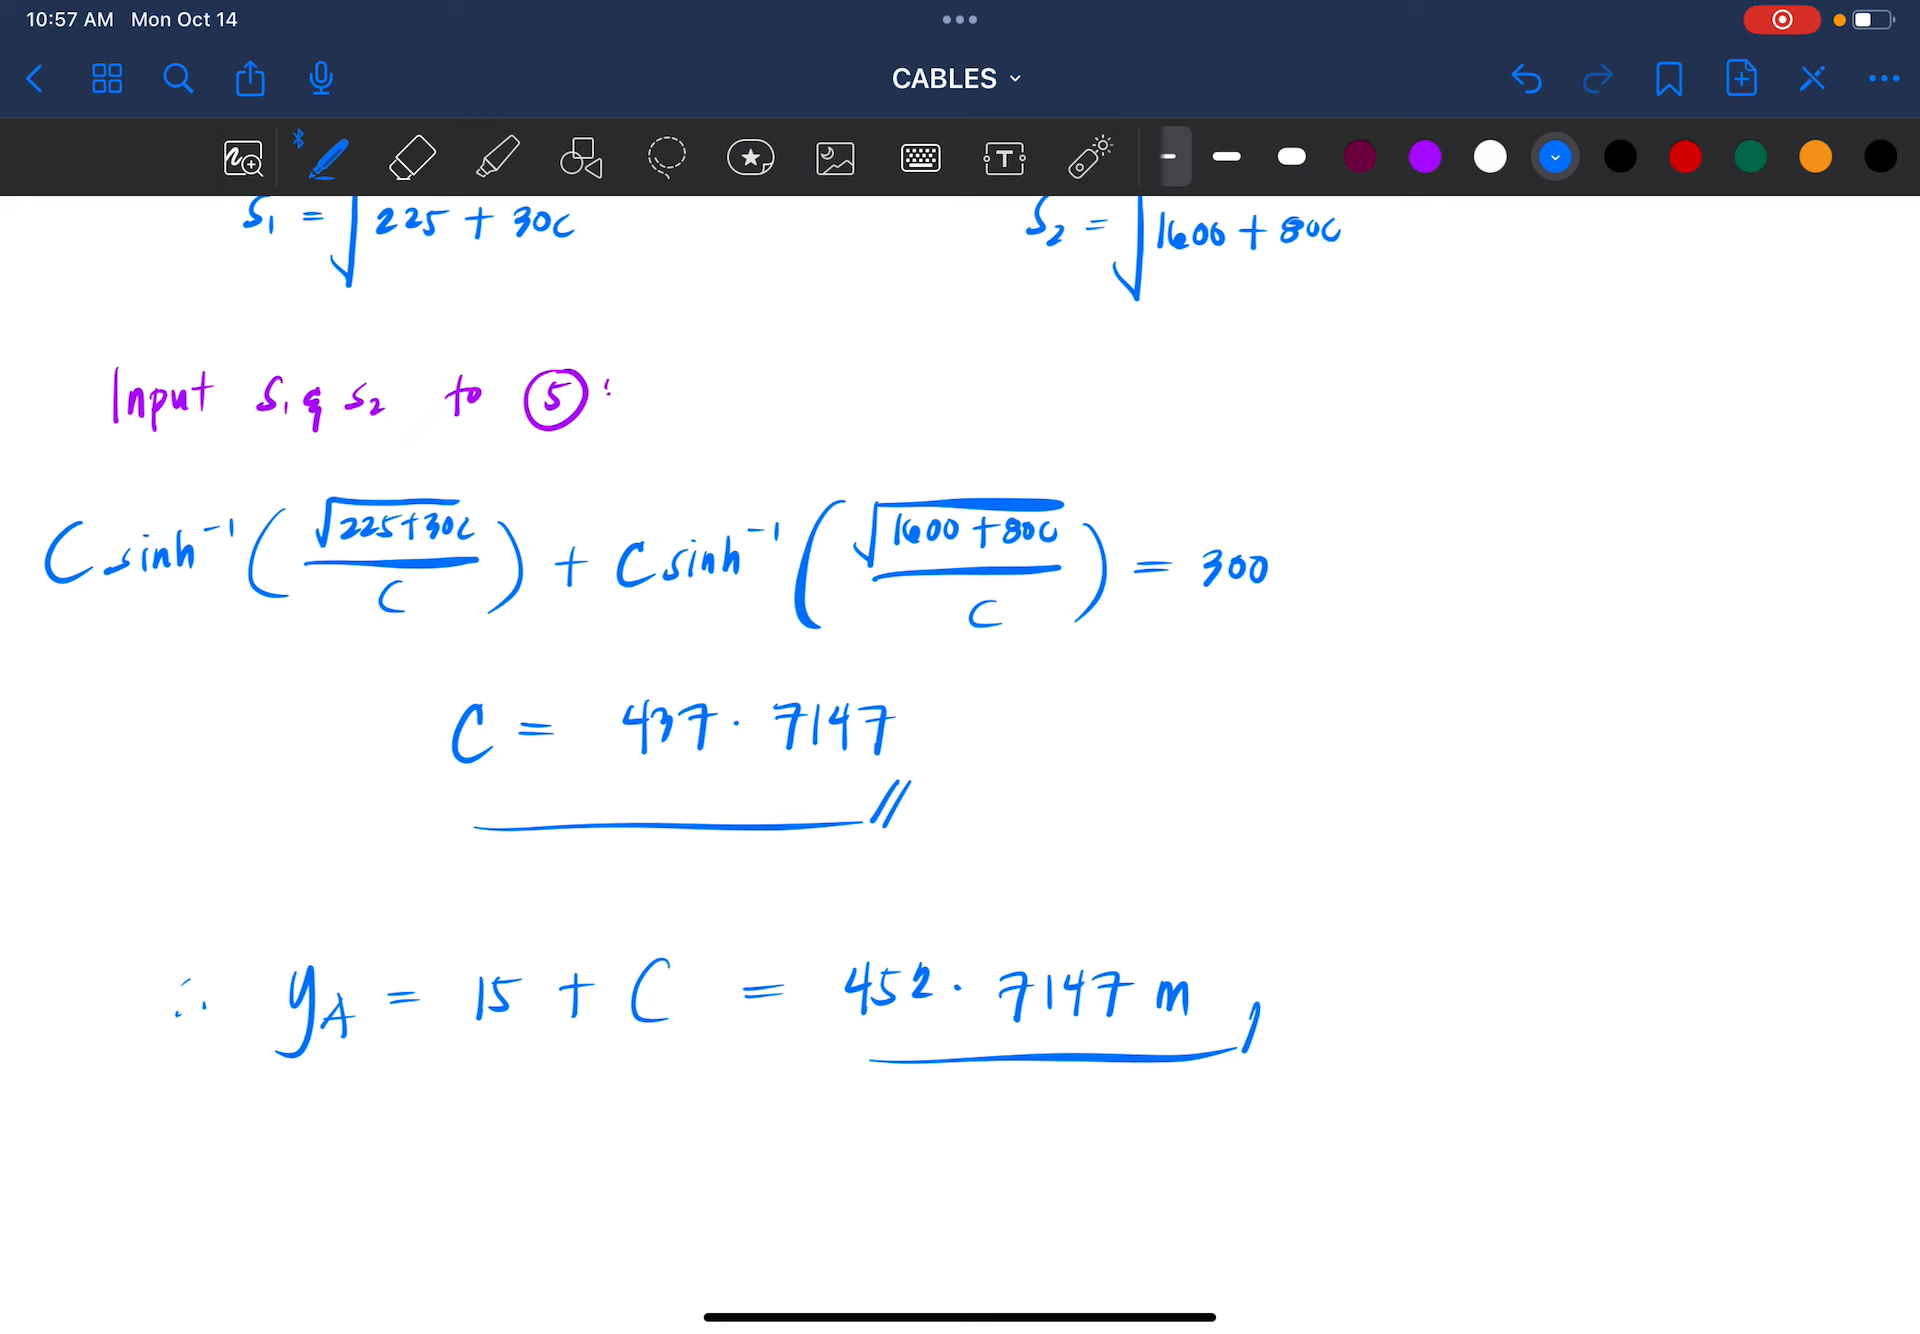 10:57 AM Mon Oct 14
CABLES
S₁ = √225 + 30C
S₂ = √1600 + 80C
Input S₁ & S₂ to ⑤:
C sinh⁻¹ (√225+30C / C) + C sinh⁻¹ (√1600+80C / C) = 300
C = 437.7147
∴ yA = 15 + C = 452.7147 m